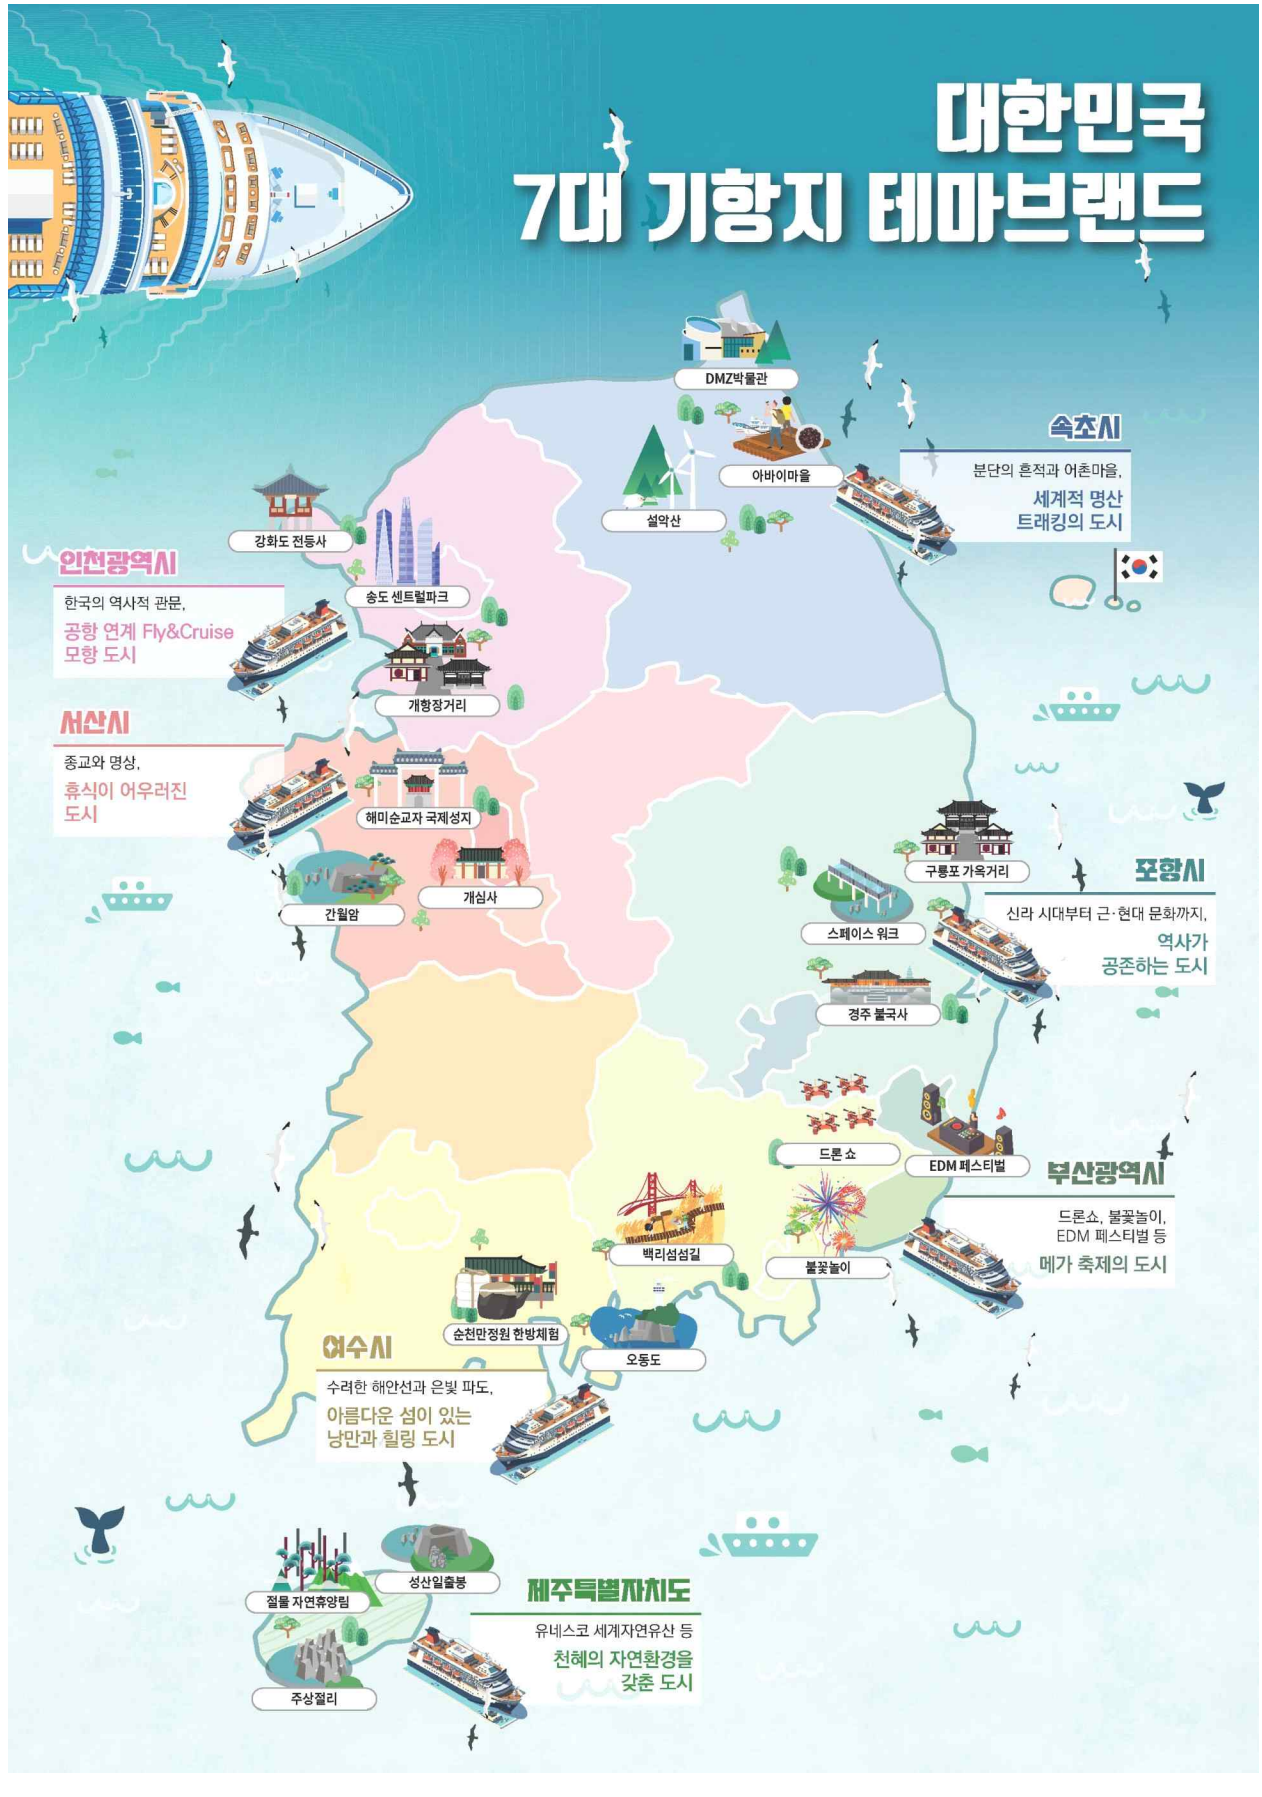 대한민국
7대 기항지 테마브랜드
DMZ박물관
아바이마을
설악산
속초시
분단의 흔적과 어촌마을,
세계적 명산
트래킹의 도시
강화도 전등사
송도 센트럴파크
개항장거리
인천광역시
한국의 역사적 관문,
공항 연계 Fly&Cruise
모항 도시
서산시
종교와 명상,
휴식이 어우러진
도시
해미순교자 국제성지
개심사
간월암
구룡포 가옥거리
스페이스 워크
경주 불국사
포항시
신라 시대부터 근·현대 문화까지,
역사가
공존하는 도시
드론 쇼
EDM 페스티벌
불꽃놀이
부산광역시
드론쇼, 불꽃놀이,
EDM 페스티벌 등
메가 축제의 도시
백리섬섬길
순천만정원 한방체험
오동도
여수시
수려한 해안선과 은빛 파도,
아름다운 섬이 있는
낭만과 힐링 도시
성산일출봉
절물 자연휴양림
주상절리
제주특별자치도
유네스코 세계자연유산 등
천혜의 자연환경을
갖춘 도시